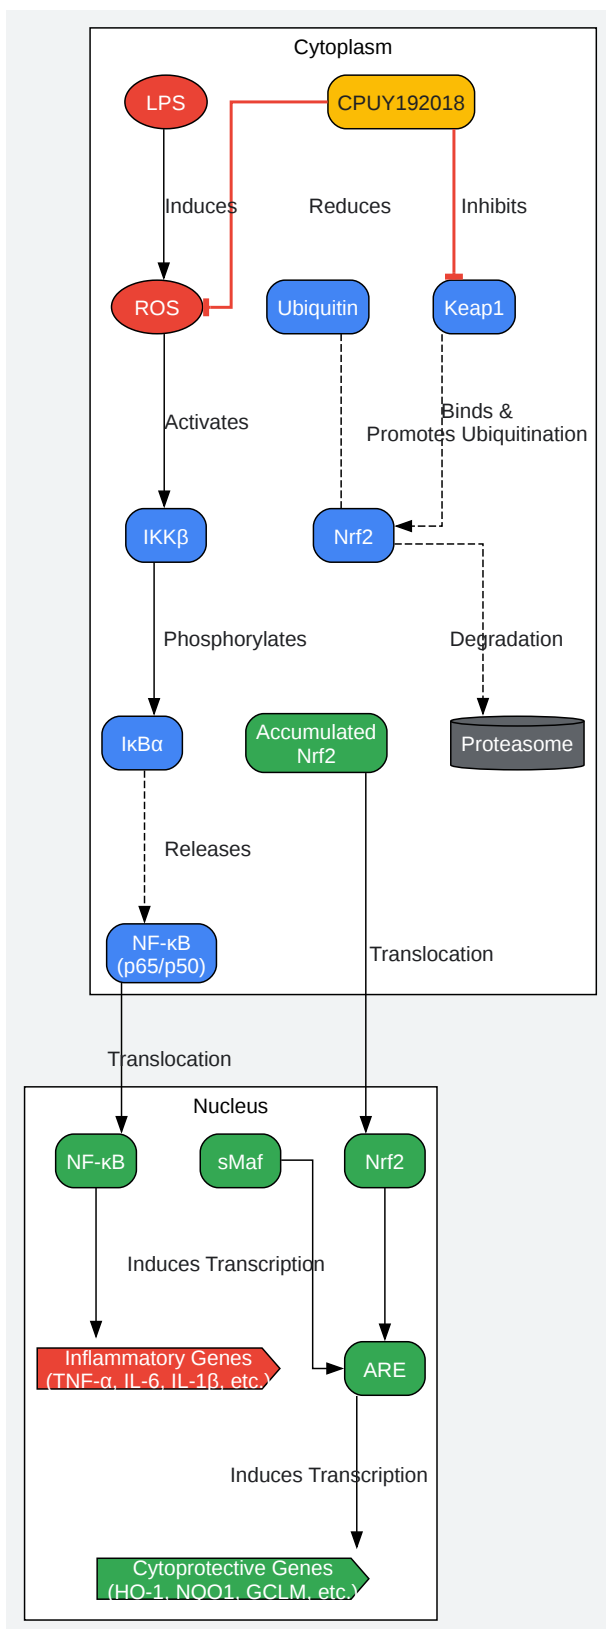 Cytoplasm
LPS
CPUY192018
Induces
Reduces
Inhibits
ROS
Ubiquitin
Keap1
Activates
Binds &
Promotes Ubiquitination
IKKβ
Nrf2
Phosphorylates
Degradation
IκBα
Accumulated
Nrf2
Proteasome
Releases
NF-κB
(p65/p50)
Translocation
Translocation
Nucleus
NF-κB
sMaf
Nrf2
Induces Transcription
Inflammatory Genes
(TNF-α, IL-6, IL-1β, etc.)
ARE
Induces Transcription
Cytoprotective Genes
(HO-1, NQO1, GCLM, etc.)